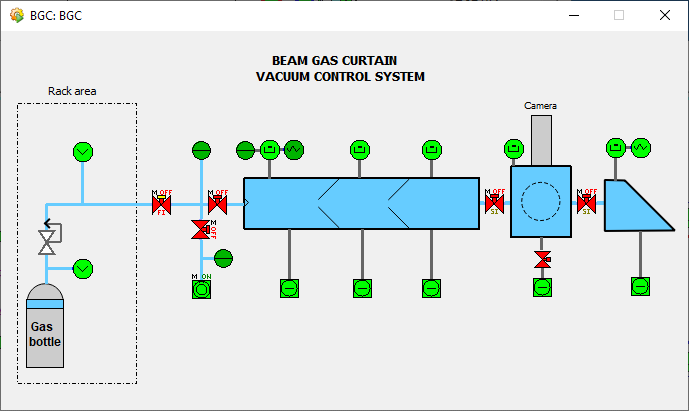 BGC: BGC
BEAM GAS CURTAIN
VACUUM CONTROL SYSTEM
Rack area
Camera
M OFF
FI
M OFF
M OFF
SI
M OFF
SI
M OFF
M ON
Gas
bottle